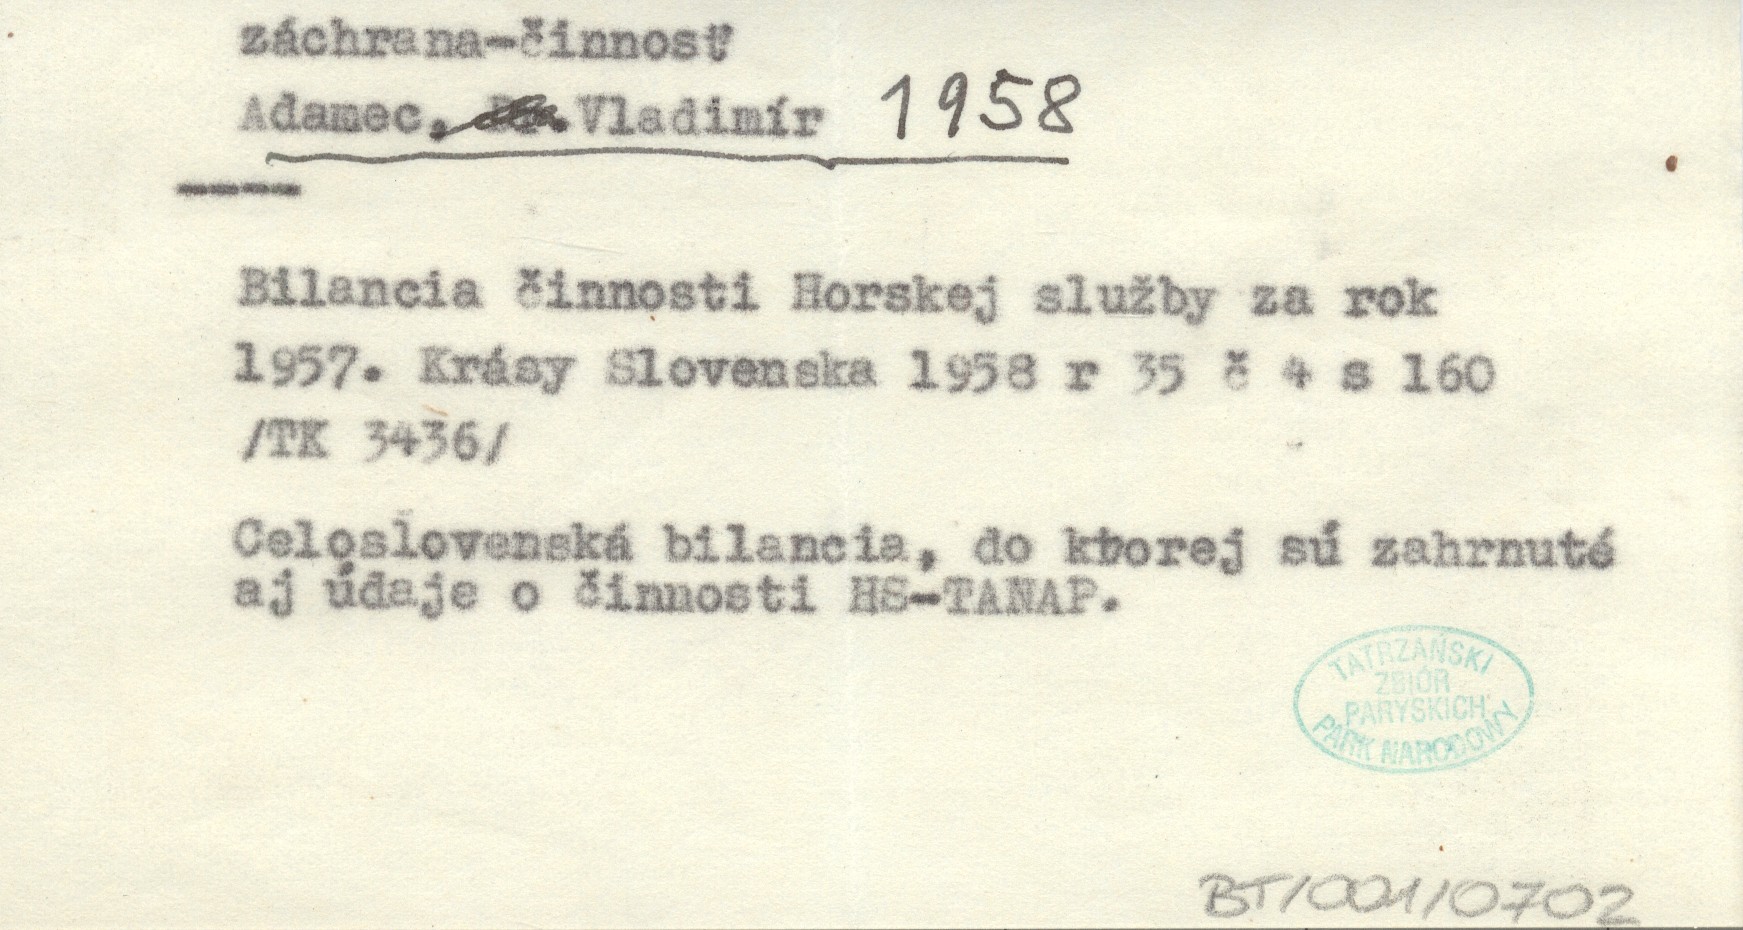 záchrana-činnosť
Adamec. Vladimír 1958
----
Bilancia činnosti Horskej služby za rok
1957. Krásy Slovenska 1958 r 35 č 4 s 160
/TK 3436/
Celoslovenská bilancia, do ktorej sú zahrnuté
aj údaje o činnosti HS-TANAP.
TATRZAŃSKI
ZBIÓR
PARYSKICH
PARK NARODOWY
BT/001/0702